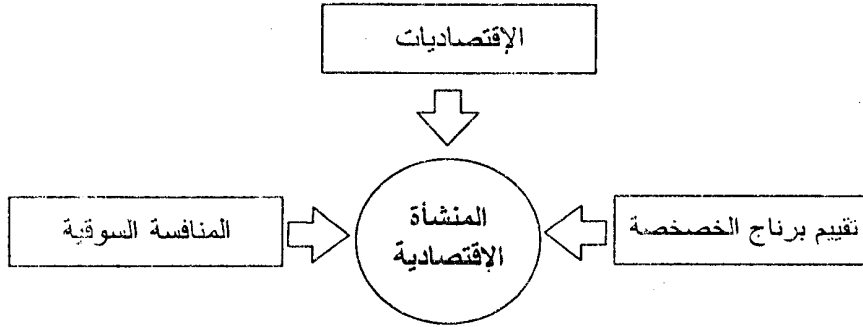 الإقتصاديات
المنافسة السوقية
المنشأة
الإقتصادية
تقييم برناج الخصخصة